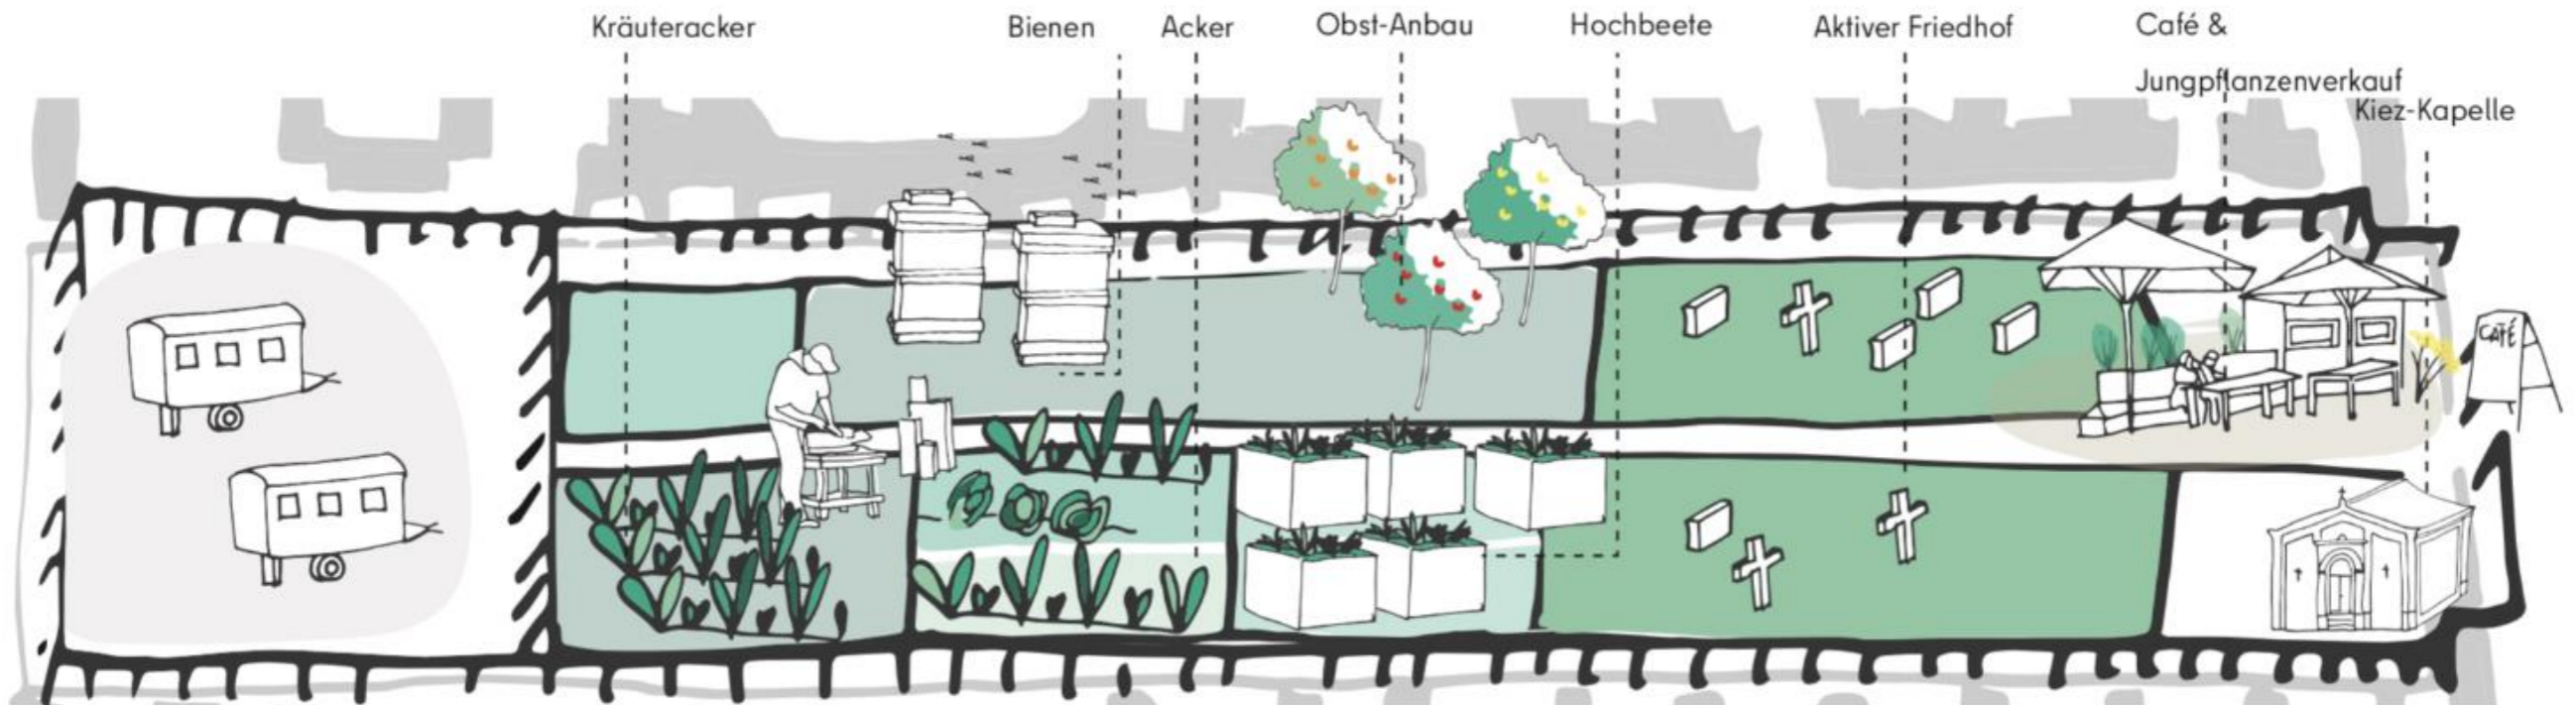 Kräuteracker
Bienen
Acker
Obst-Anbau
Hochbeete
Aktiver Friedhof
Café &
Jungpflanzenverkauf
Kiez-Kapelle
CAFÉ